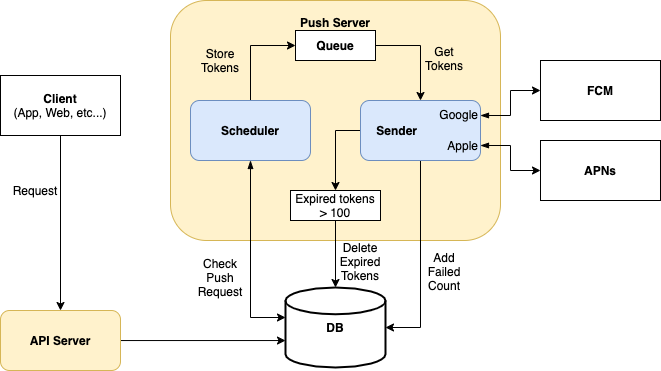 Push Server
Store
Tokens
Queue
Get
Tokens
Client
(App, Web, etc...)
Scheduler
Sender
Google
Apple
FCM
APNs
Request
Expired tokens
> 100
Check
Push
Request
Delete
Expired
Tokens
Add
Failed
Count
API Server
DB